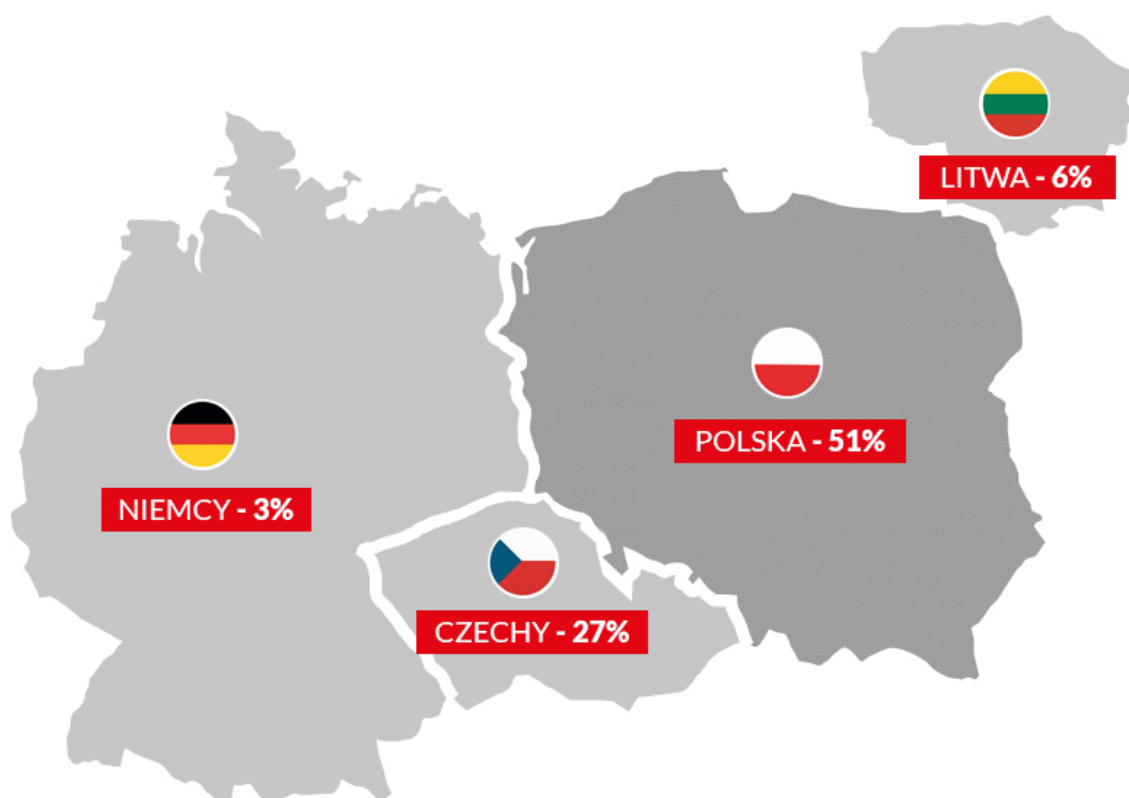 LITWA - 6%
POLSKA - 51%
NIEMCY - 3%
CZECHY - 27%